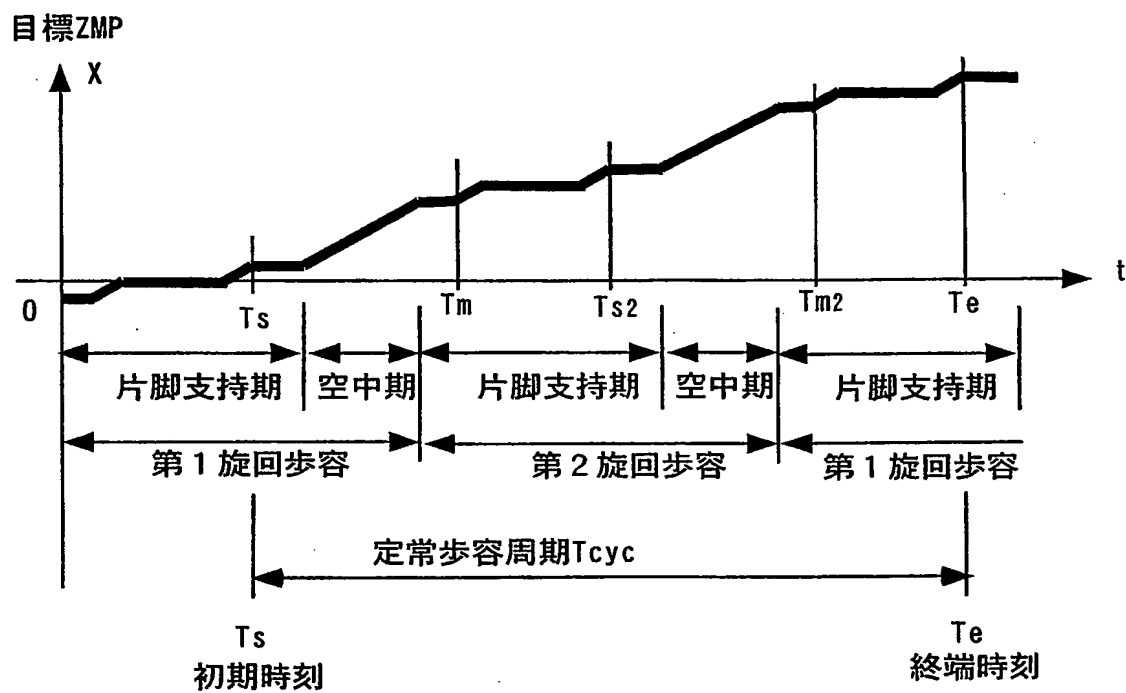 目標ZMP
X
t
0
Ts
Tm
Ts2
Tm2
Te
片脚支持期
空中期
片脚支持期
空中期
片脚支持期
第1旋回歩容
第2旋回歩容
第1旋回歩容
定常歩容周期Tcyc
Ts
初期時刻
Te
終端時刻